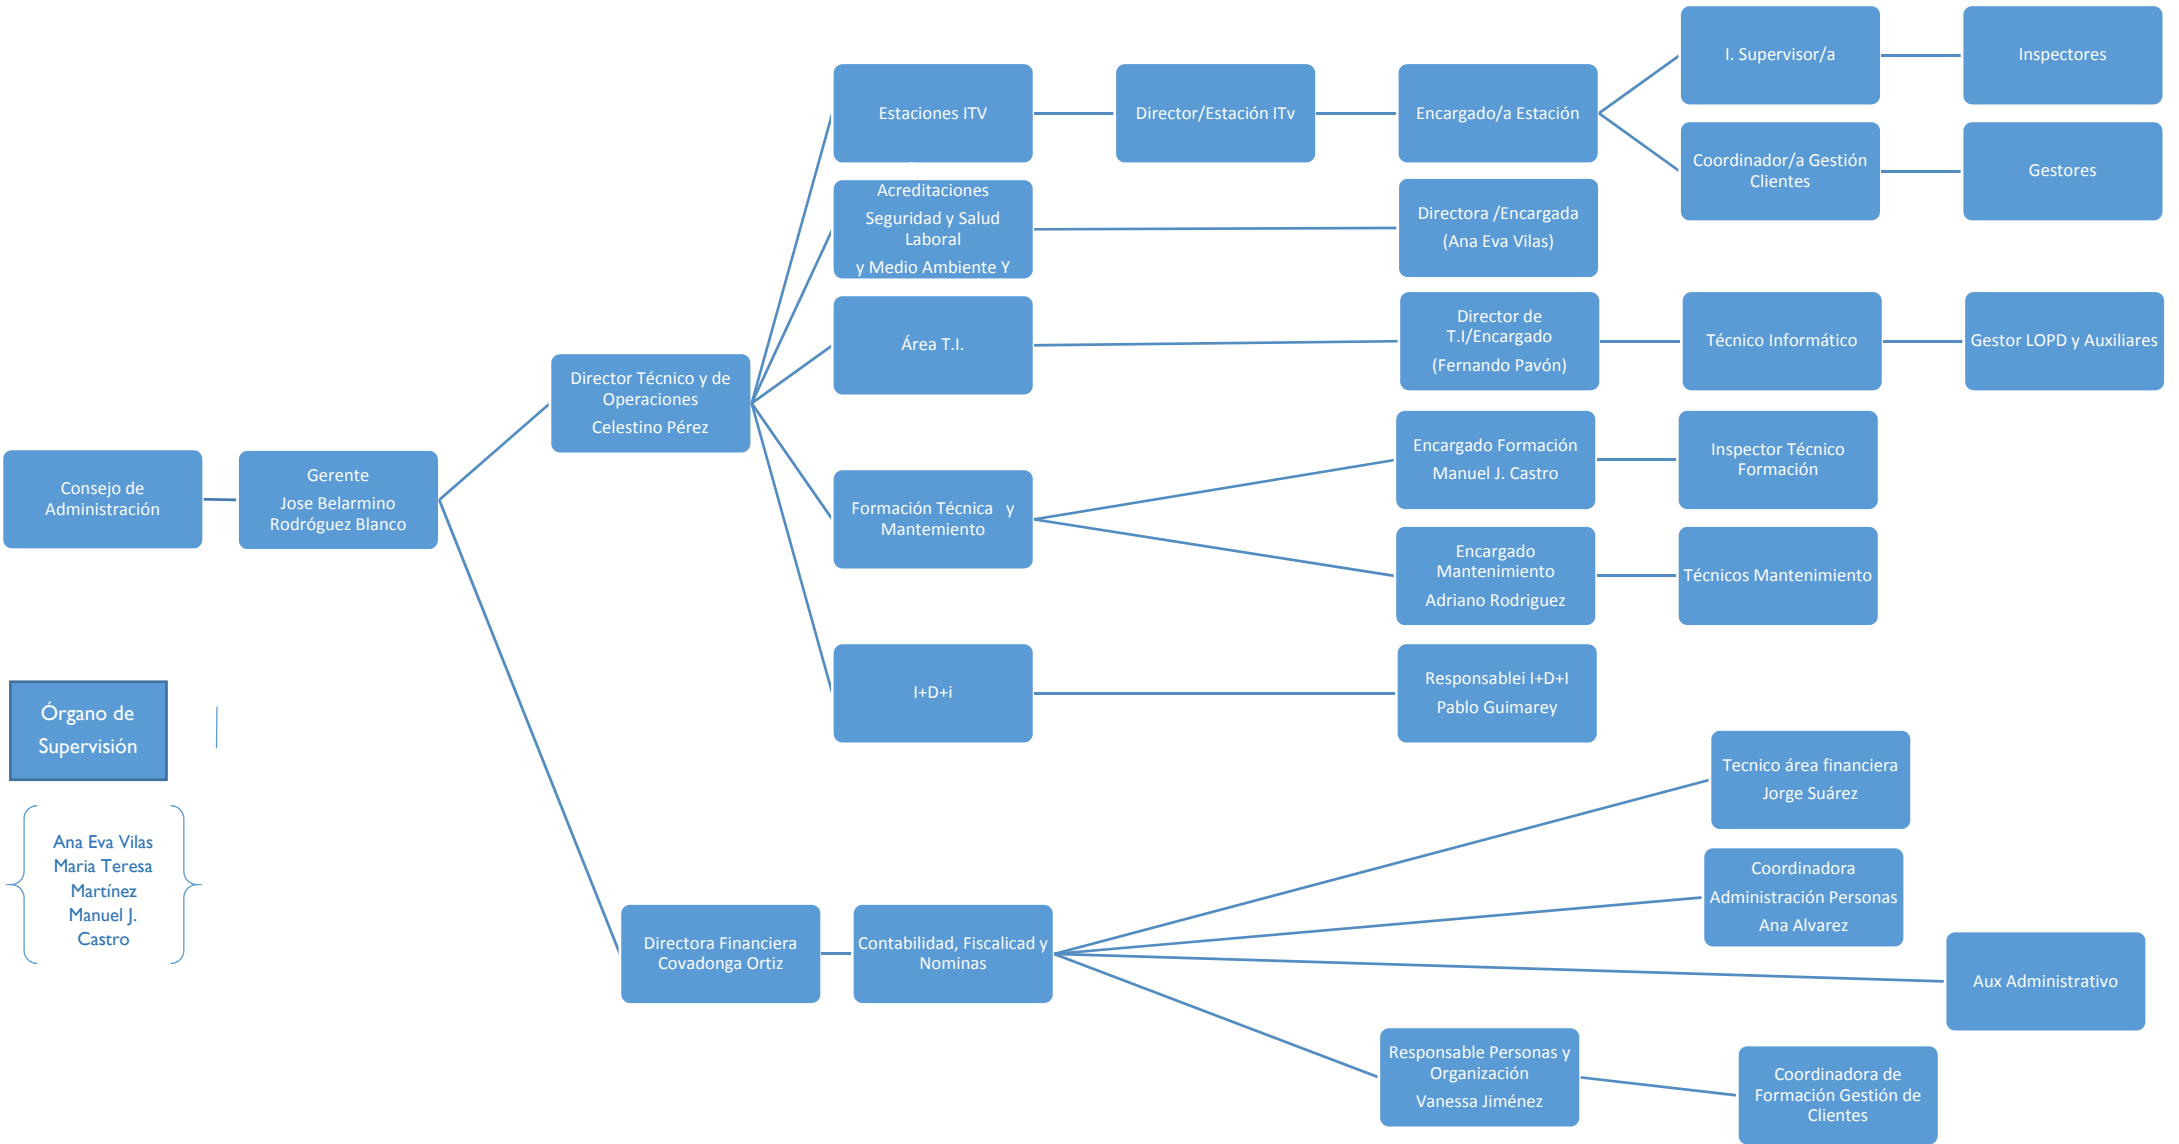 I. Supervisor/a
Inspectores
Estaciones ITV
Director/Estación ITv
Encargado/a Estación
Coordinador/a Gestión
Clientes
Gestores
Acreditaciones
Seguridad y Salud
Laboral
y Medio Ambiente Y
Directora /Encargada
(Ana Eva Vilas)
Área T.I.
Director de
T.I/Encargado
(Fernando Pavón)
Técnico Informático
Gestor LOPD y Auxiliares
Director Técnico y de
Operaciones
Celestino Pérez
Consejo de
Administración
Gerente
Jose Belarmino
Rodróguez Blanco
Formación Técnica y
Mantemiento
Encargado Formación
Manuel J. Castro
Inspector Técnico
Formación
Encargado
Mantenimiento
Adriano Rodriguez
Técnicos Mantenimiento
I+D+i
Responsablei I+D+I
Pablo Guimarey
Órgano de
Supervisión
Ana Eva Vilas
Maria Teresa
Martínez
Manuel J.
Castro
Directora Financiera
Covadonga Ortiz
Contabilidad, Fiscalicad y
Nominas
Tecnico área financiera
Jorge Suárez
Coordinadora
Administración Personas
Ana Alvarez
Aux Administrativo
Responsable Personas y
Organización
Vanessa Jiménez
Coordinadora de
Formación Gestión de
Clientes